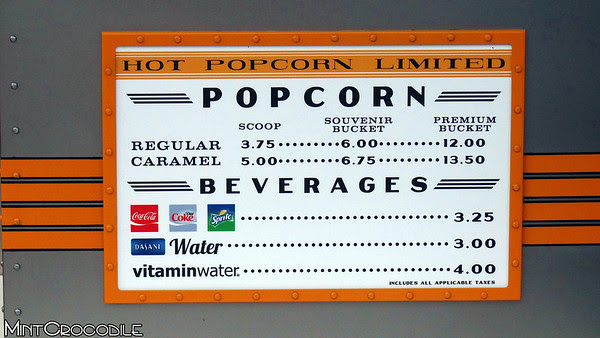 HOT POPCORN LIMITED
POPCORN
SCOOP SOUVENIR BUCKET PREMIUM BUCKET
REGULAR 3.75 6.00 12.00
CARAMEL 5.00 6.75 13.50
BEVERAGES
Coca-Cola Diet Coke Sprite 3.25
DASANI Water 3.00
vitaminwater. 4.00
INCLUDES ALL APPLICABLE TAXES
MintCrocodile